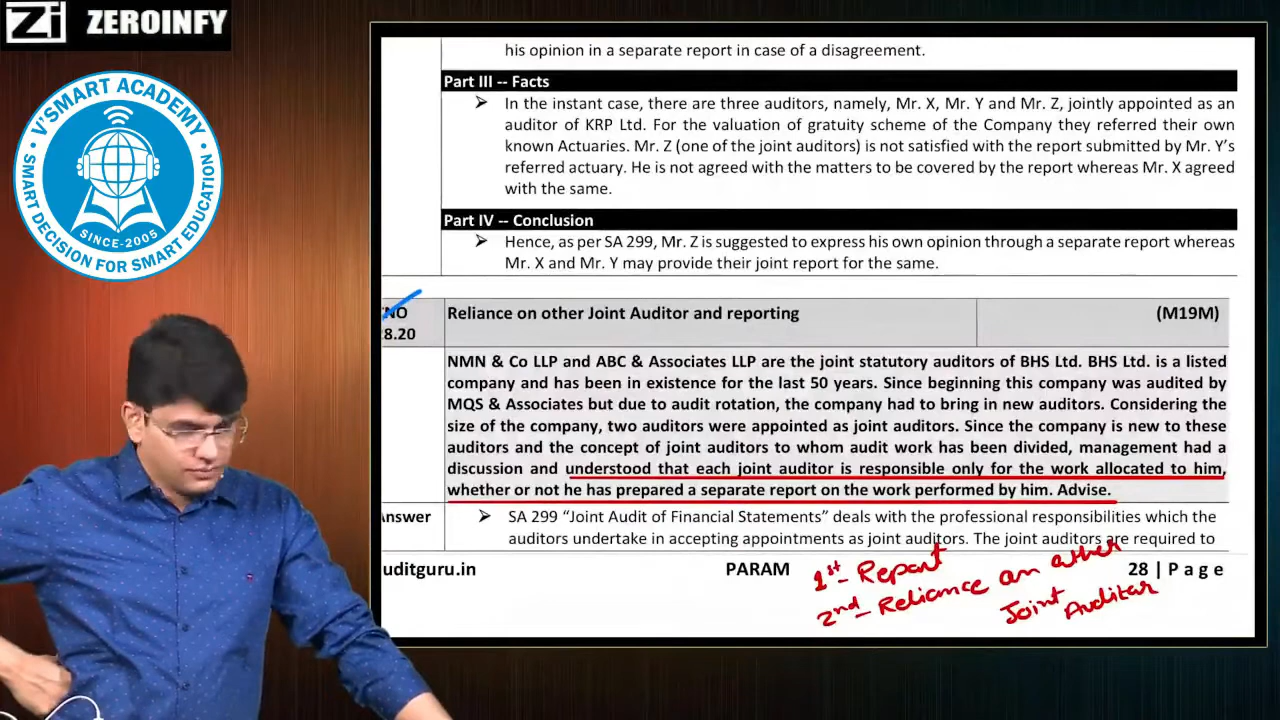 Zi ZEROINFY
V'SMART ACADEMY
SMART DECISION FOR SMART EDUCATION
SINCE-2005
his opinion in a separate report in case of a disagreement.
Part III -- Facts
➤ In the instant case, there are three auditors, namely, Mr. X, Mr. Y and Mr. Z, jointly appointed as an
auditor of KRP Ltd. For the valuation of gratuity scheme of the Company they referred their own
known Actuaries. Mr. Z (one of the joint auditors) is not satisfied with the report submitted by Mr. Y's
referred actuary. He is not agreed with the matters to be covered by the report whereas Mr. X agreed
with the same.
Part IV -- Conclusion
➤ Hence, as per SA 299, Mr. Z is suggested to express his own opinion through a separate report whereas
Mr. X and Mr. Y may provide their joint report for the same.
NO
8.20
Reliance on other Joint Auditor and reporting (M19M)
NMN & Co LLP and ABC & Associates LLP are the joint statutory auditors of BHS Ltd. BHS Ltd. is a listed
company and has been in existence for the last 50 years. Since beginning this company was audited by
MQS & Associates but due to audit rotation, the company had to bring in new auditors. Considering the
size of the company, two auditors were appointed as joint auditors. Since the company is new to these
auditors and the concept of joint auditors to whom audit work has been divided, management had a
discussion and understood that each joint auditor is responsible only for the work allocated to him,
whether or not he has prepared a separate report on the work performed by him. Advise.
Answer ➤ SA 299 “Joint Audit of Financial Statements” deals with the professional responsibilities which the
auditors undertake in accepting appointments as joint auditors. The joint auditors are required to
uditguru.in PARAM 28 | P a g e
1st - Report
2nd - Reliance on other
Joint Auditor